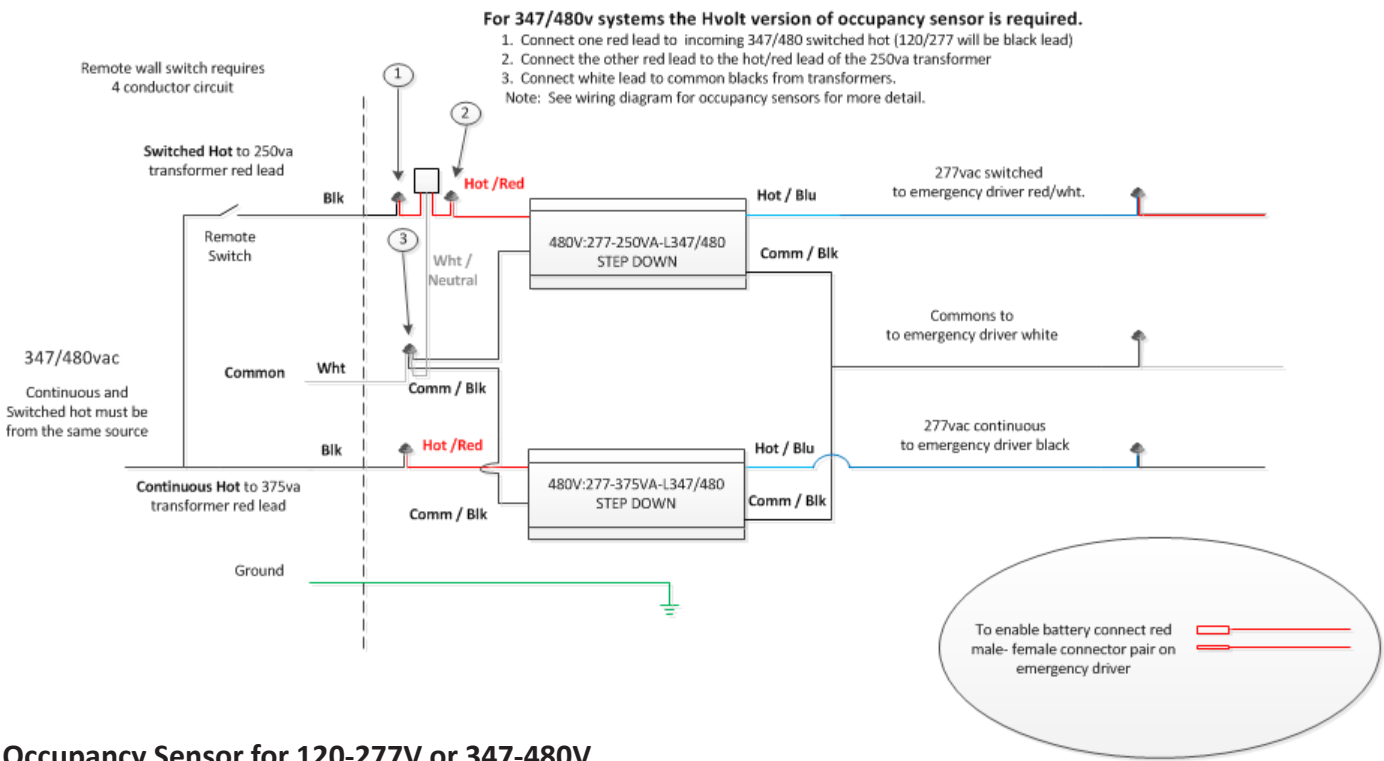 For 347/480v systems the Hvolt version of occupancy sensor is required.
1. Connect one red lead to incoming 347/480 switched hot (120/277 will be black lead)
2. Connect the other red lead to the hot/red lead of the 250va transformer
3. Connect white lead to common blacks from transformers.
Note: See wiring diagram for occupancy sensors for more detail.
Remote wall switch requires
4 conductor circuit
1
2
Switched Hot to 250va
transformer red lead
Blk
Hot /Red
Remote
Switch
3
Wht /
Neutral
480V:277-250VA-L347/480
STEP DOWN
Hot / Blu
Comm / Blk
277vac switched
to emergency driver red/wht.
Commons to
to emergency driver white
347/480vac
Continuous and
Switched hot must be
from the same source
Common
Wht
Comm / Blk
Blk
Hot /Red
Continuous Hot to 375va
transformer red lead
Comm / Blk
480V:277-375VA-L347/480
STEP DOWN
Hot / Blu
Comm / Blk
277vac continuous
to emergency driver black
Ground
To enable battery connect red
male- female connector pair on
emergency driver
Occupancy Sensor for 120-277V or 347-480V